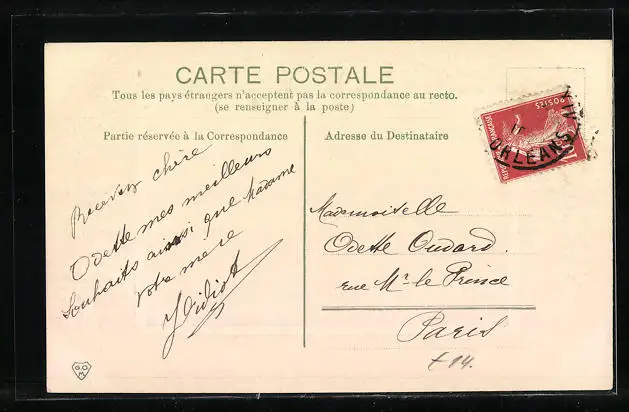 CARTE POSTALE
Tous les pays étrangers n'acceptent pas la correspondance au recto.
(se renseigner à la poste)
Partie réservée à la Correspondance
Adresse du Destinataire
Recevez chère
Odette mes meilleurs
souhaits ainsi que Madame
votre mère
Y Didiot
Mademoiselle
Odette Oudard.
rue Mr. le Prince
Paris
POSTES
ORLEANS